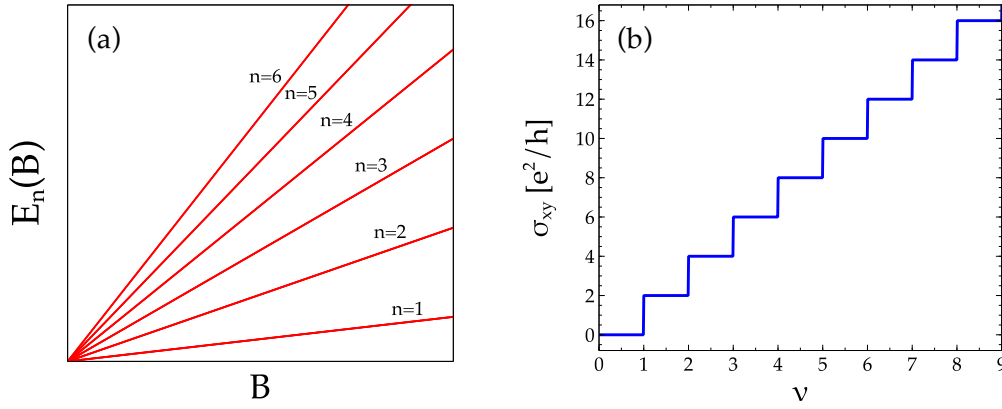 (a)
n=6
n=5
n=4
n=3
n=2
n=1
Eₙ(B)
B
(b)
16
14
12
10
8
6
4
2
0
σxy [e²/h]
0 1 2 3 4 5 6 7 8 9
ν